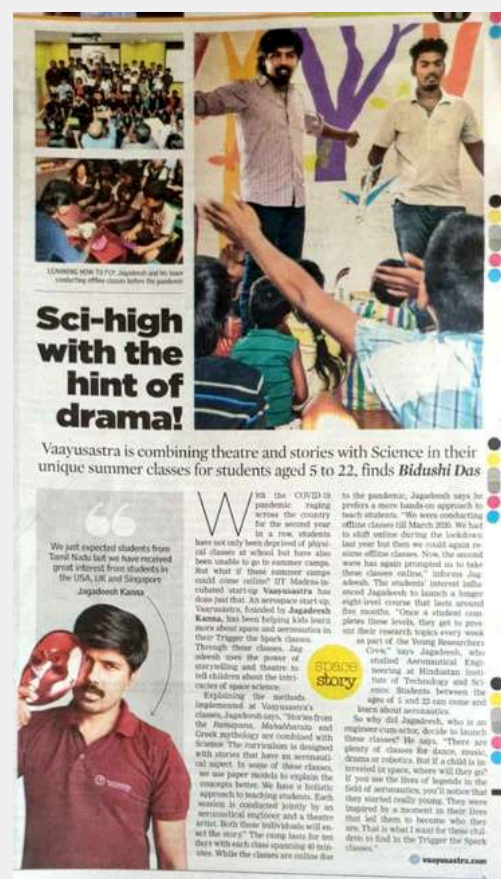 LEARNING HOW TO FLY: Jagadeesh and his team
conducting offline classes before the pandemic
Sci-high
with the
hint of
drama!
Vaayusastra is combining theatre and stories with Science in their
unique summer classes for students aged 5 to 22, finds Bidushi Das
We just expected students from
Tamil Nadu but we have received
great interest from students in
the USA, UK and Singapore
Jagadeesh Kanna
With the COVID-19
pandemic raging
across the country
for the second year
in a row, students
have not only been deprived of physi-
cal classes at school but have also
been unable to go to summer camps.
But what if these summer camps
could come online? IIT Madras-in-
cubated start-up Vaayusastra has
done just that. An aerospace start-up,
Vaayusastra, founded by Jagadeesh
Kanna, has been helping kids learn
more about space and aeronautics in
their Trigger the Spark classes.
Through these classes, Jag-
adeesh uses the power of
storytelling and theatre to
tell children about the intri-
cacies of space science.
Explaining the methods
implemented at Vaayusastra's
classes, Jagadeesh says, "Stories from
the Ramayana, Mahabharata and
Greek mythology are combined with
Science. The curriculum is designed
with stories that have an aeronauti-
cal aspect. In some of these classes,
we use paper models to explain the
concepts better. We have a holistic
approach to teaching students. Each
session is conducted jointly by an
aeronautical engineer and a theatre
artist. Both these individuals will en-
act the story." The camp lasts for ten
days with each class spanning 40 min-
utes. While the classes are online due
to the pandemic, Jagadeesh says he
prefers a more hands-on approach to
teach students. "We were conducting
offline classes till March 2020. We had
to shift online during the lockdown
last year but then we could again re-
sume offline classes. Now, the second
wave has again prompted us to take
these classes online," informs Jag-
adeesh. The students' interest influ-
enced Jagadeesh to launch a longer
eight-level course that lasts around
five months. "Once a student com-
pletes these levels, they get to pres-
ent their research topics every week
as part of the Young Researchers
Crew," says Jagadeesh, who
studied Aeronautical Engi-
neering at Hindustan Insti-
tute of Technology and Sci-
ence. Students between the
ages of 5 and 22 can come and
learn about aeronautics.
So why did Jagadeesh, who is an
engineer-cum-actor, decide to launch
these classes? He says, "There are
plenty of classes for dance, music,
drama or robotics. But if a child is in-
terested in space, where will they go?
If you see the lives of legends in the
field of aeronautics, you'll notice that
they started really young. They were
inspired by a moment in their lives
that led them to become who they
are. That is what I want for these chil-
dren to find in the Trigger the Spark
classes."
space
story
vaayusastra.com